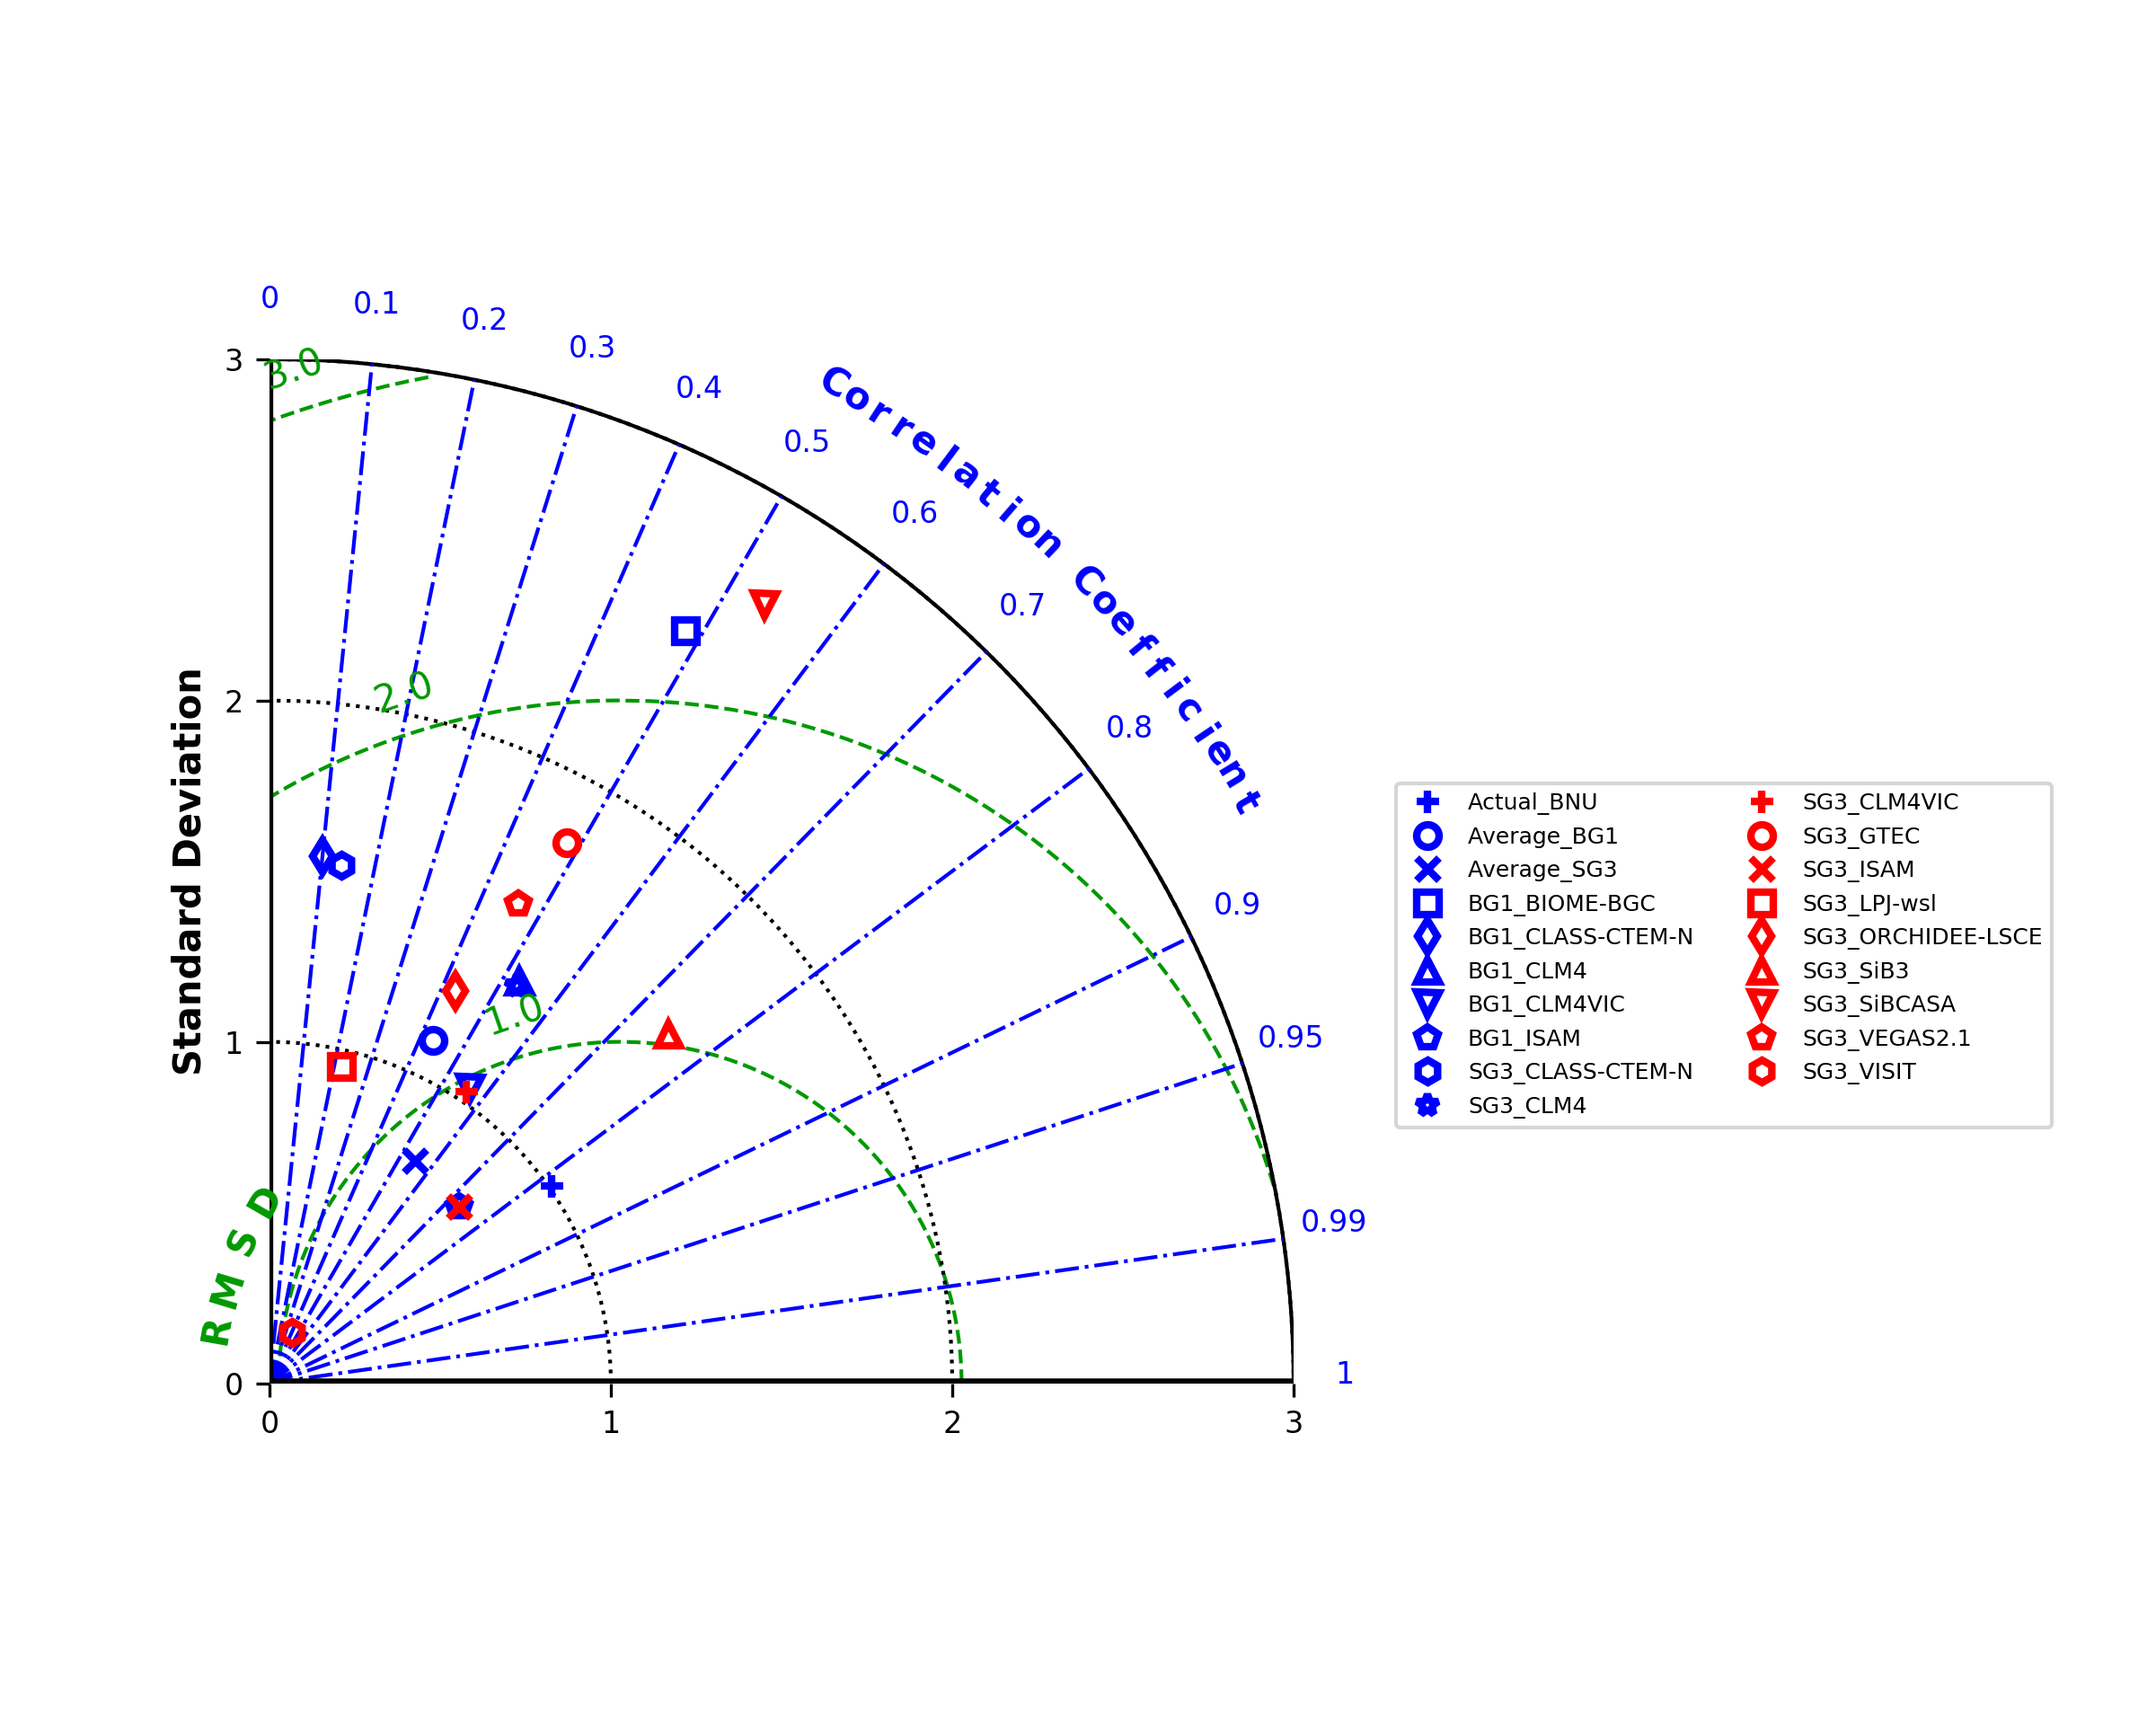 0
0.1
0.2
0.3
0.4
0.5
0.6
0.7
0.8
0.9
0.95
0.99
1
Correlation Coefficient
3.0
2.0
1.0
RMSD
Standard Deviation
3
2
1
0
0 1 2 3
Actual_BNU
Average_BG1
Average_SG3
BG1_BIOME-BGC
BG1_CLASS-CTEM-N
BG1_CLM4
BG1_CLM4VIC
BG1_ISAM
SG3_CLASS-CTEM-N
SG3_CLM4
SG3_CLM4VIC
SG3_GTEC
SG3_ISAM
SG3_LPJ-wsl
SG3_ORCHIDEE-LSCE
SG3_SiB3
SG3_SiBCASA
SG3_VEGAS2.1
SG3_VISIT